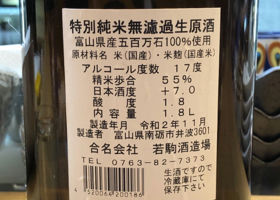 特別純米無濾過生原酒
富山県産五百万石100%使用
原材料名 米(国産)・米麹(国産米)
アルコール度数 17度
精米歩合 55%
日本酒度 +7.0
酸度 1.8
内容量 1.8L
製造年月 令和2年11月
製造者 富山県南砺市井波3601
合名会社 若駒酒造場
TEL 0763-82-7373
生酒ですので
冷蔵庫にて
保存下さい
4520066200186